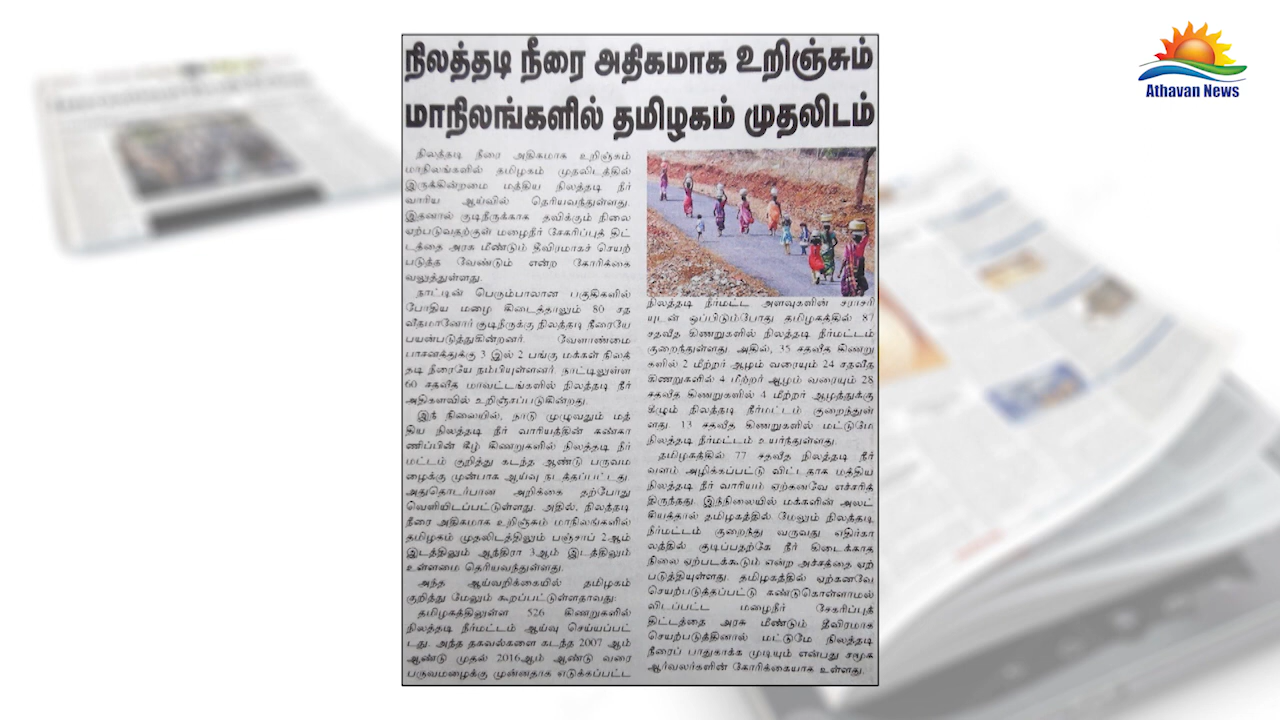 Athavan News
நிலத்தடி நீரை அதிகமாக உறிஞ்சும்
மாநிலங்களில் தமிழகம் முதலிடம்
நிலத்தடி நீரை அதிகமாக உறிஞ்சும்
மாநிலங்களில் தமிழகம் முதலிடத்தில்
இருக்கின்றமை மத்திய நிலத்தடி நீர்
வாரிய ஆய்வில் தெரியவந்துள்ளது.
இதனால் குடிநீருக்காக தவிக்கும் நிலை
ஏற்படுவதற்குள் மழைநீர் சேகரிப்புத் திட்
டத்தை அரசு மீண்டும் தீவிரமாகச் செயற்
படுத்த வேண்டும் என்ற கோரிக்கை
வலுத்துள்ளது.
நாட்டின் பெரும்பாலான பகுதிகளில்
போதிய மழை கிடைத்தாலும் 80 சத
வீதமானோர் குடிநீருக்கு நிலத்தடி நீரையே
பயன்படுத்துகின்றனர். வேளாண்மை
பாசனத்துக்கு 3 இல் 2 பங்கு மக்கள் நிலத்
தடி நீரையே நம்பியுள்ளனர். நாட்டிலுள்ள
60 சதவீத மாவட்டங்களில் நிலத்தடி நீர்
அதிகளவில் உறிஞ்சப்படுகின்றது.
இந் நிலையில், நாடு முழுவதும் மத்
திய நிலத்தடி நீர் வாரியத்தின் கண்கா
ணிப்பின் கீழ் கிணறுகளில் நிலத்தடி நீர்
மட்டம் குறித்து கடந்த ஆண்டு பருவம
ழைக்கு முன்பாக ஆய்வு நடத்தப்பட்டது.
அதுதொடர்பான அறிக்கை தற்போது
வெளியிடப்பட்டுள்ளது. அதில், நிலத்தடி
நீரை அதிகமாக உறிஞ்சும் மாநிலங்களில்
தமிழகம் முதலிடத்திலும் பஞ்சாப் 2ஆம்
இடத்திலும் ஆந்திரா 3ஆம் இடத்திலும்
உள்ளமை தெரியவந்துள்ளது.
அந்த ஆய்வறிக்கையில் தமிழகம்
குறித்து மேலும் கூறப்பட்டுள்ளதாவது:
தமிழகத்திலுள்ள 526 கிணறுகளில்
நிலத்தடி நீர்மட்டம் ஆய்வு செய்யப்பட்
டது. அந்த தகவல்களை கடந்த 2007 ஆம்
ஆண்டு முதல் 2016ஆம் ஆண்டு வரை
பருவமழைக்கு முன்னதாக எடுக்கப்பட்ட
நிலத்தடி நீர்மட்ட அளவுகளின் சராசரி
யுடன் ஒப்பிடும்போது தமிழகத்தில் 87
சதவீத கிணறுகளில் நிலத்தடி நீர்மட்டம்
குறைந்துள்ளது. அதில், 35 சதவீத கிணறு
களில் 2 மீற்றர் ஆழம் வரையும் 24 சதவீத
கிணறுகளில் 4 மீற்றர் ஆழம் வரையும் 28
சதவீத கிணறுகளில் 4 மீற்றர் ஆழத்துக்கு
கீழும் நிலத்தடி நீர்மட்டம் குறைந்துள்
ளது. 13 சதவீத கிணறுகளில் மட்டுமே
நிலத்தடி நீர்மட்டம் உயர்ந்துள்ளது.
தமிழகத்தில் 77 சதவீத நிலத்தடி நீர்
வளம் அழிக்கப்பட்டு விட்டதாக மத்திய
நிலத்தடி நீர் வாரியம் ஏற்கனவே எச்சரித்
திருந்தது. இந்நிலையில் மக்களின் அலட்
சியத்தால் தமிழகத்தில் மேலும் நிலத்தடி
நீர்மட்டம் குறைந்து வருவது எதிர்கா
லத்தில் குடிப்பதற்கே நீர் கிடைக்காத
நிலை ஏற்படக்கூடும் என்ற அச்சத்தை ஏற்
படுத்தியுள்ளது. தமிழகத்தில் ஏற்கனவே
செயற்படுத்தப்பட்டு கண்டுகொள்ளாமல்
விடப்பட்ட மழைநீர் சேகரிப்புத்
திட்டத்தை அரசு மீண்டும் தீவிரமாக
செயற்படுத்தினால் மட்டுமே நிலத்தடி
நீரைப் பாதுகாக்க முடியும் என்பது சமூக
ஆர்வலர்களின் கோரிக்கையாக உள்ளது.